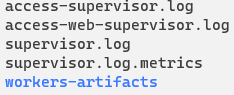 access-supervisor.log
access-web-supervisor.log
supervisor.log
supervisor.log.metrics
workers-artifacts